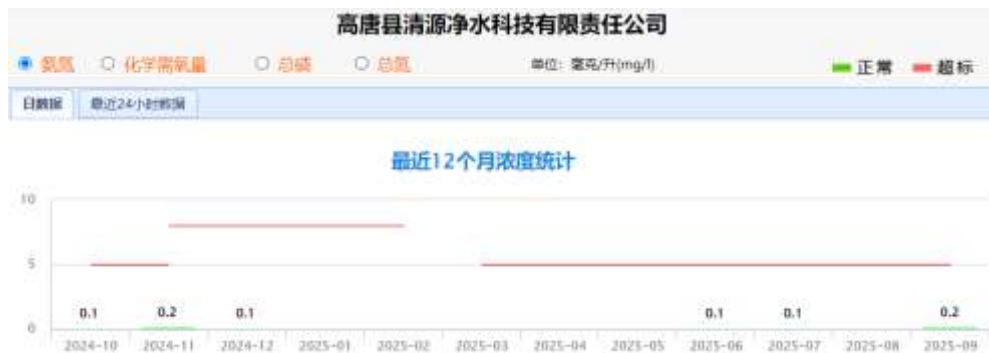 高唐县清源净水科技有限责任公司
氨氮 化学需氧量 总磷 总氮 单位：毫克/升(mg/l) 正常 超标
日数据 最近24小时数据
最近12个月浓度统计
10
5
0.1 0.2 0.1 0.1 0.1 0.2
0
2024-10 2024-11 2024-12 2025-01 2025-02 2025-03 2025-04 2025-05 2025-06 2025-07 2025-08 2025-09